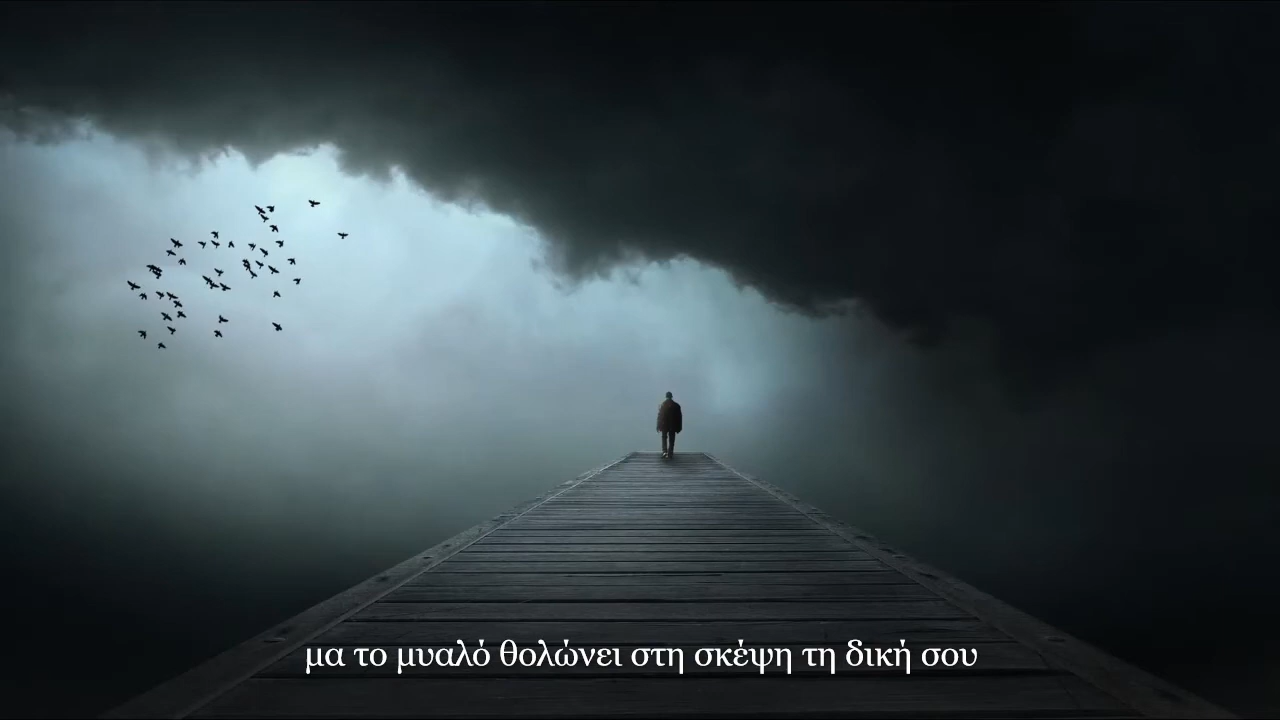 μα το μυαλό θολώνει στη σκέψη τη δική σου